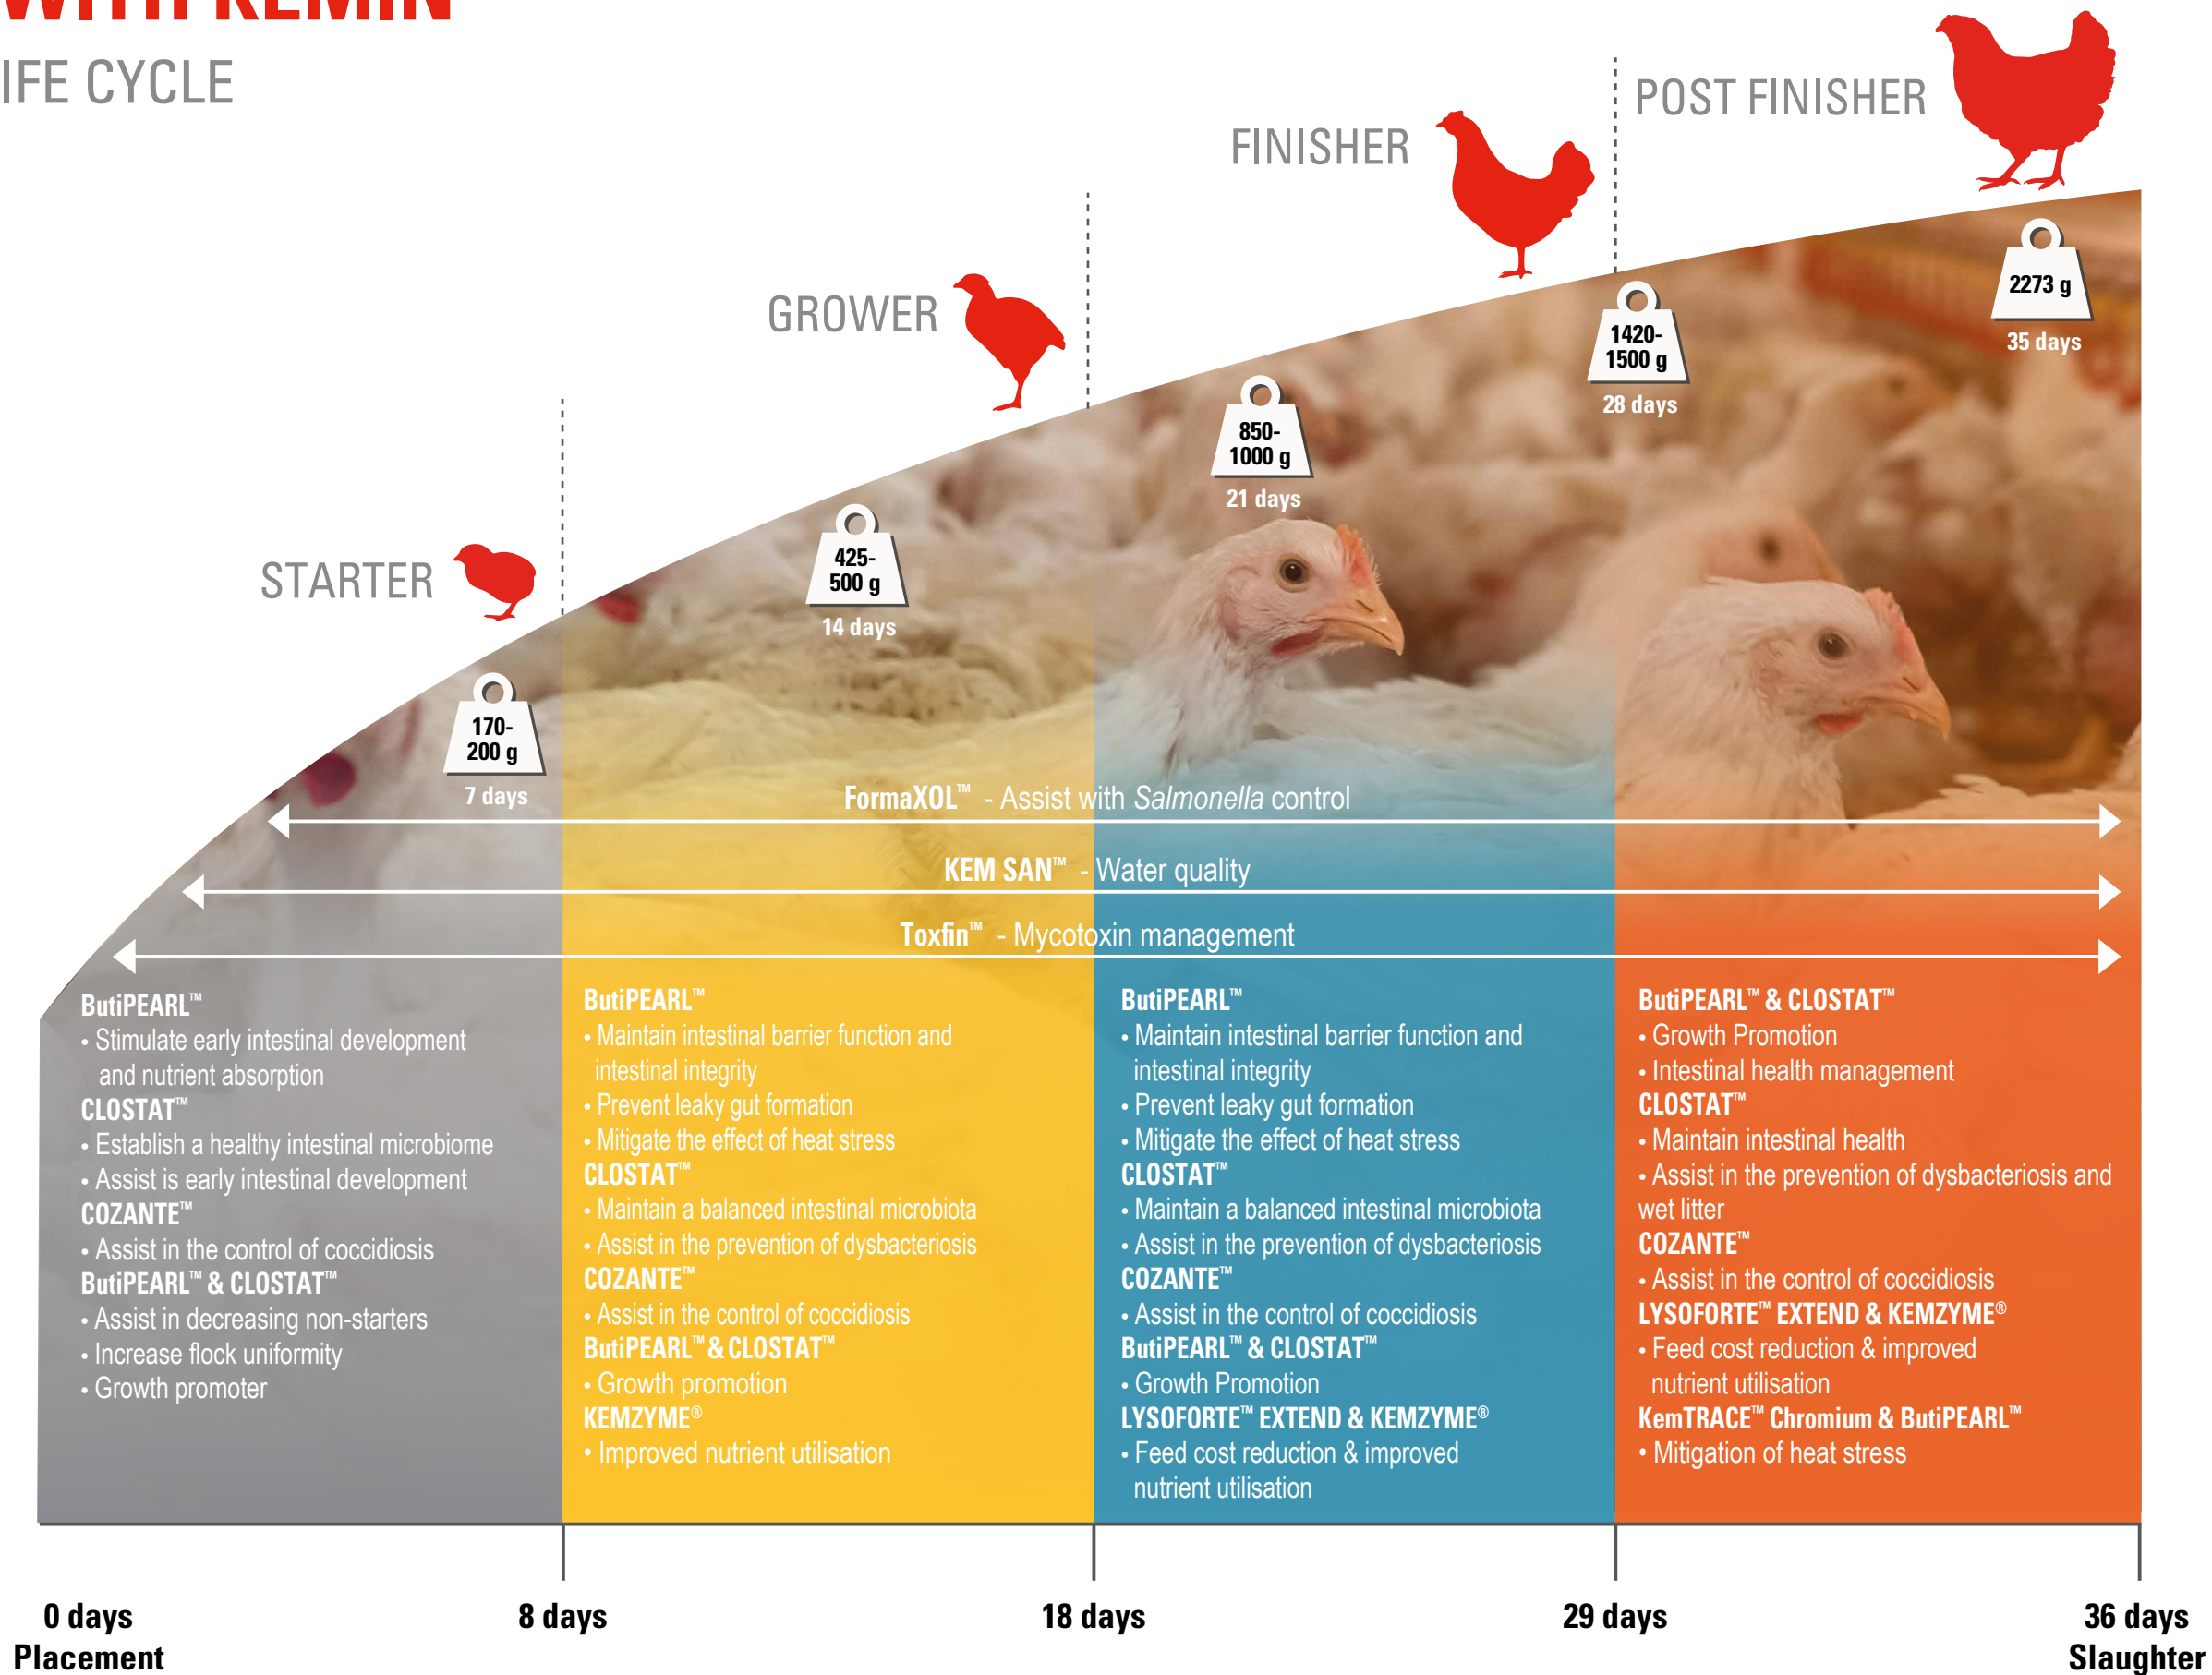 WITH KEMIN
IFE CYCLE
STARTER
GROWER
FINISHER
POST FINISHER
170-
200 g
7 days
425-
500 g
14 days
850-
1000 g
21 days
1420-
1500 g
28 days
2273 g
35 days
FormaXOL™ - Assist with Salmonella control
KEM SAN™ - Water quality
Toxfin™ - Mycotoxin management
ButiPEARL™
• Stimulate early intestinal development
and nutrient absorption
CLOSTAT™
• Establish a healthy intestinal microbiome
• Assist is early intestinal development
COZANTE™
• Assist in the control of coccidiosis
ButiPEARL™ & CLOSTAT™
• Assist in decreasing non-starters
• Increase flock uniformity
• Growth promoter
ButiPEARL™
• Maintain intestinal barrier function and
intestinal integrity
• Prevent leaky gut formation
• Mitigate the effect of heat stress
CLOSTAT™
• Maintain a balanced intestinal microbiota
• Assist in the prevention of dysbacteriosis
COZANTE™
• Assist in the control of coccidiosis
ButiPEARL™ & CLOSTAT™
• Growth promotion
KEMZYME®
• Improved nutrient utilisation
ButiPEARL™
• Maintain intestinal barrier function and
intestinal integrity
• Prevent leaky gut formation
• Mitigate the effect of heat stress
CLOSTAT™
• Maintain a balanced intestinal microbiota
• Assist in the prevention of dysbacteriosis
COZANTE™
• Assist in the control of coccidiosis
ButiPEARL™ & CLOSTAT™
• Growth Promotion
LYSOFORTE™ EXTEND & KEMZYME®
• Feed cost reduction & improved
nutrient utilisation
ButiPEARL™ & CLOSTAT™
• Growth Promotion
• Intestinal health management
CLOSTAT™
• Maintain intestinal health
• Assist in the prevention of dysbacteriosis and
wet litter
COZANTE™
• Assist in the control of coccidiosis
LYSOFORTE™ EXTEND & KEMZYME®
• Feed cost reduction & improved
nutrient utilisation
KemTRACE™ Chromium & ButiPEARL™
• Mitigation of heat stress
0 days
Placement
8 days
18 days
29 days
36 days
Slaughter